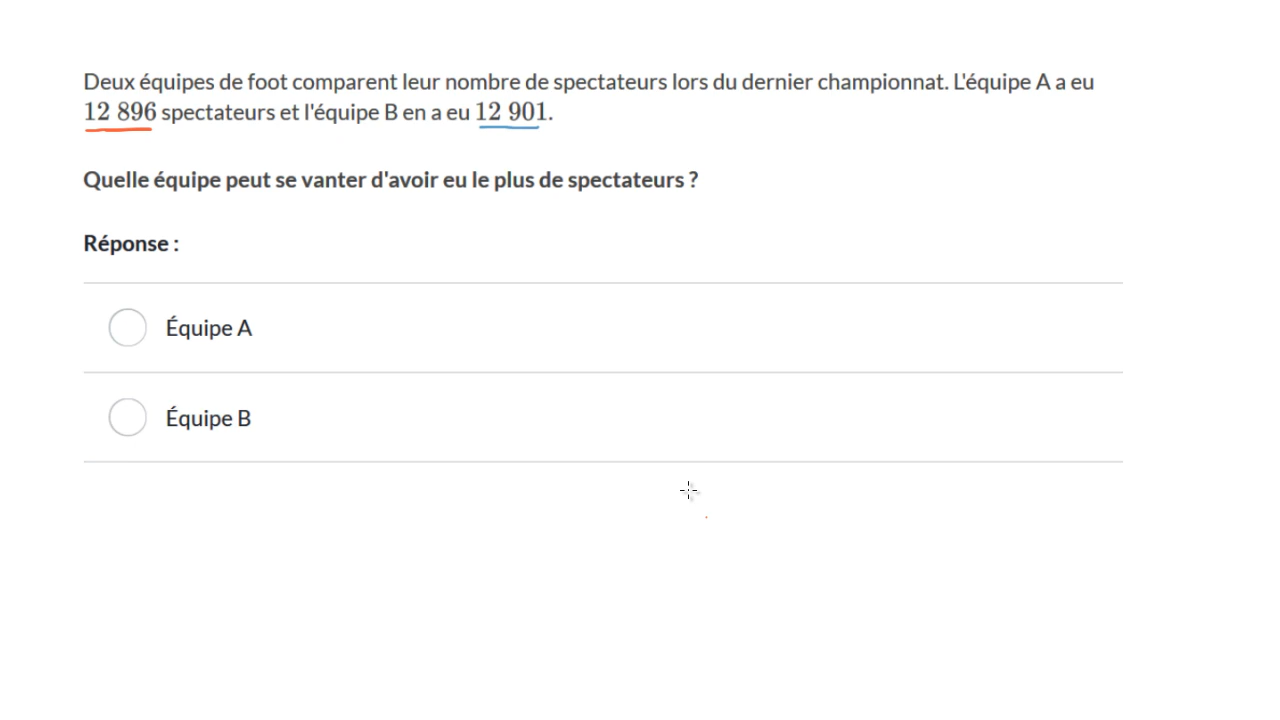 Deux équipes de foot comparent leur nombre de spectateurs lors du dernier championnat. L'équipe A a eu
12 896 spectateurs et l'équipe B en a eu 12 901.
Quelle équipe peut se vanter d'avoir eu le plus de spectateurs ?
Réponse :
Équipe A
Équipe B